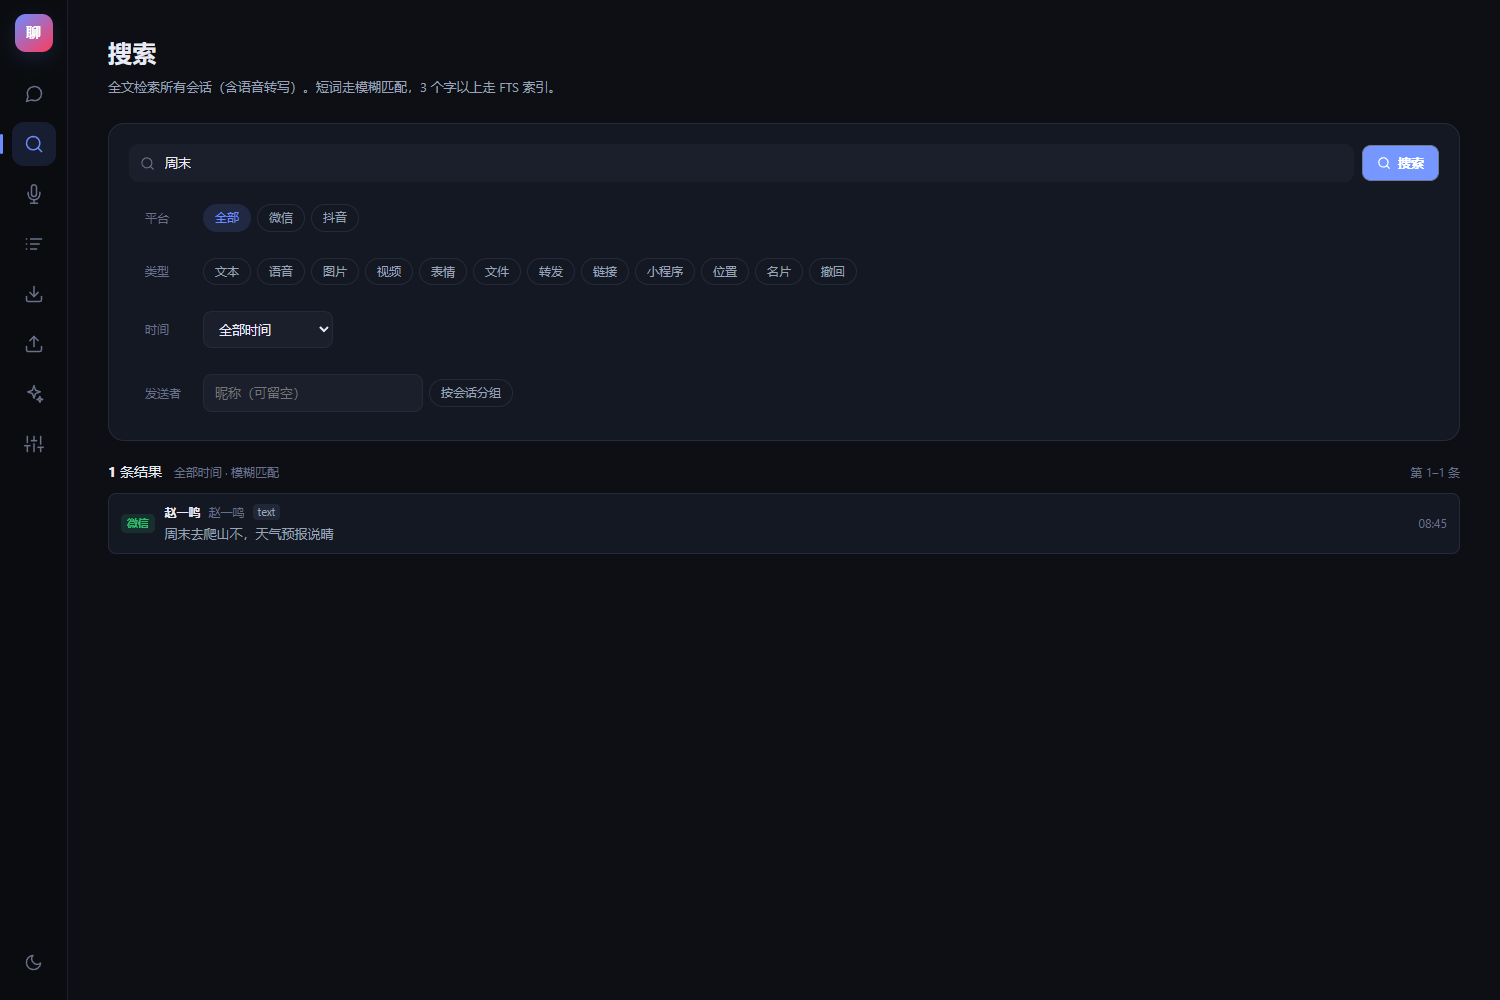 聊
搜索
全文检索所有会话（含语音转写）。短词走模糊匹配，3 个字以上走 FTS 索引。
周末
搜索
平台 全部 微信 抖音
类型 文本 语音 图片 视频 表情 文件 转发 链接 小程序 位置 名片 撤回
时间 全部时间
发送者 昵称（可留空） 按会话分组
1 条结果 全部时间 · 模糊匹配 第 1–1 条
微信 赵一鸣 赵一鸣 text
周末去爬山不，天气预报说晴
08:45